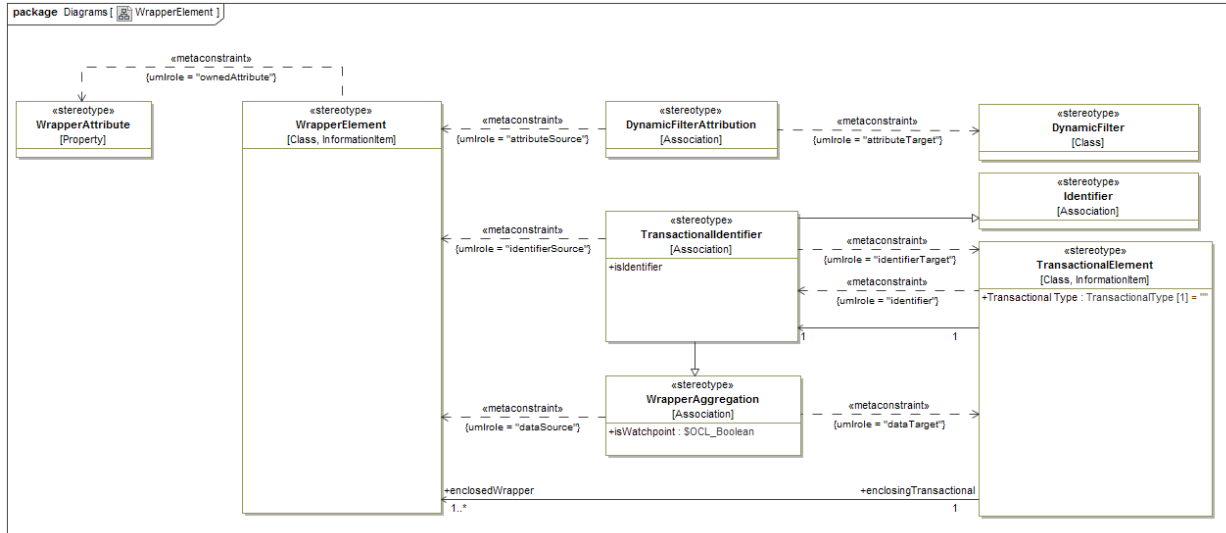 package Diagrams [ WrapperElement ]
«metaconstraint»
{umlrole = "ownedAttribute"}
«stereotype»
WrapperAttribute
[Property]
«stereotype»
WrapperElement
[Class, InformationItem]
«metaconstraint»
{umlrole = "attributeSource"}
«stereotype»
DynamicFilterAttribution
[Association]
«metaconstraint»
{umlrole = "attributeTarget"}
«stereotype»
DynamicFilter
[Class]
«stereotype»
Identifier
[Association]
«metaconstraint»
{umlrole = "identifierSource"}
«stereotype»
TransactionalIdentifier
[Association]
+isIdentifier
«metaconstraint»
{umlrole = "identifierTarget"}
«metaconstraint»
{umlrole = "identifier"}
1
1
«stereotype»
TransactionalElement
[Class, InformationItem]
+Transactional Type : TransactionalType [1] = ""
«metaconstraint»
{umlrole = "dataSource"}
«stereotype»
WrapperAggregation
[Association]
+isWatchpoint : $OCL_Boolean
«metaconstraint»
{umlrole = "dataTarget"}
+enclosedWrapper
1..*
+enclosingTransactional
1